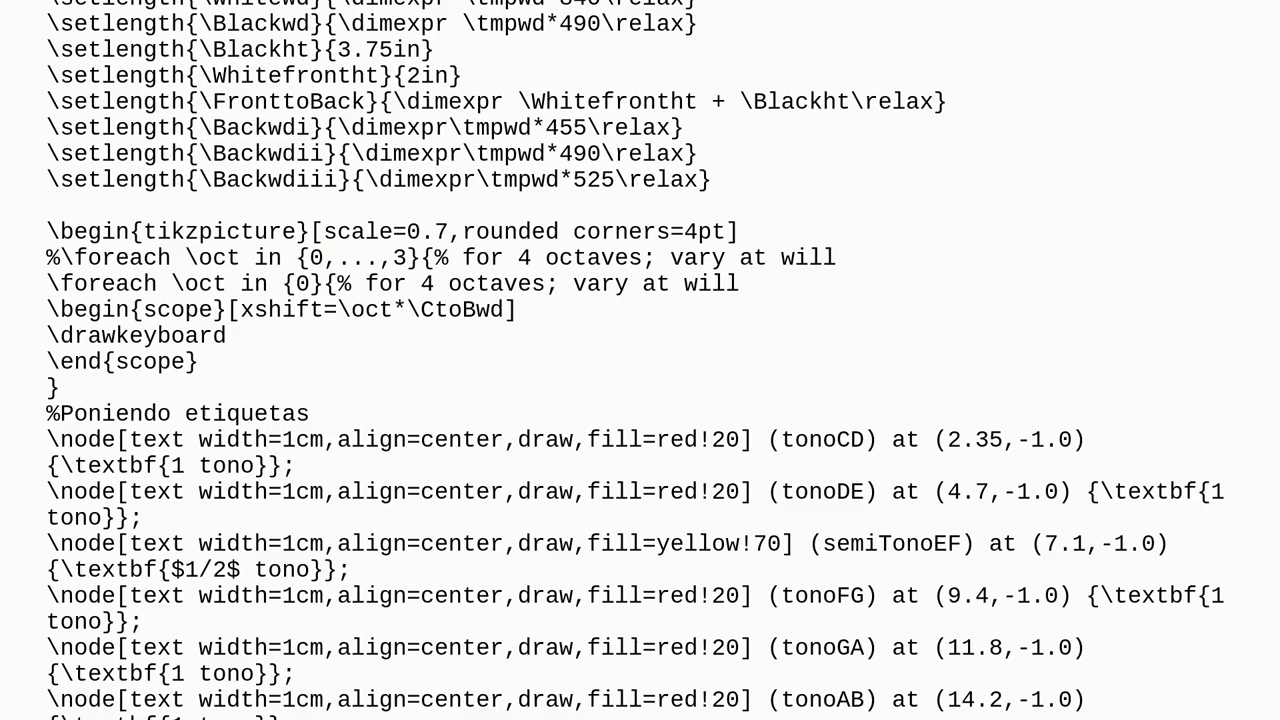 \setlength{\Whitewd}{\dimexpr \tmpwd*840\relax}
\setlength{\Blackwd}{\dimexpr \tmpwd*490\relax}
\setlength{\Blackht}{3.75in}
\setlength{\Whitefrontht}{2in}
\setlength{\FronttoBack}{\dimexpr \Whitefrontht + \Blackht\relax}
\setlength{\Backwdi}{\dimexpr\tmpwd*455\relax}
\setlength{\Backwdii}{\dimexpr\tmpwd*490\relax}
\setlength{\Backwdiii}{\dimexpr\tmpwd*525\relax}
\begin{tikzpicture}[scale=0.7,rounded corners=4pt]
%\foreach \oct in {0,...,3}{% for 4 octaves; vary at will
\foreach \oct in {0}{% for 4 octaves; vary at will
\begin{scope}[xshift=\oct*\CtoBwd]
\drawkeyboard
\end{scope}
}
%Poniendo etiquetas
\node[text width=1cm,align=center,draw,fill=red!20] (tonoCD) at (2.35,-1.0)
{\textbf{1 tono}};
\node[text width=1cm,align=center,draw,fill=red!20] (tonoDE) at (4.7,-1.0) {\textbf{1
tono}};
\node[text width=1cm,align=center,draw,fill=yellow!70] (semiTonoEF) at (7.1,-1.0)
{\textbf{$1/2$ tono}};
\node[text width=1cm,align=center,draw,fill=red!20] (tonoFG) at (9.4,-1.0) {\textbf{1
tono}};
\node[text width=1cm,align=center,draw,fill=red!20] (tonoGA) at (11.8,-1.0)
{\textbf{1 tono}};
\node[text width=1cm,align=center,draw,fill=red!20] (tonoAB) at (14.2,-1.0)